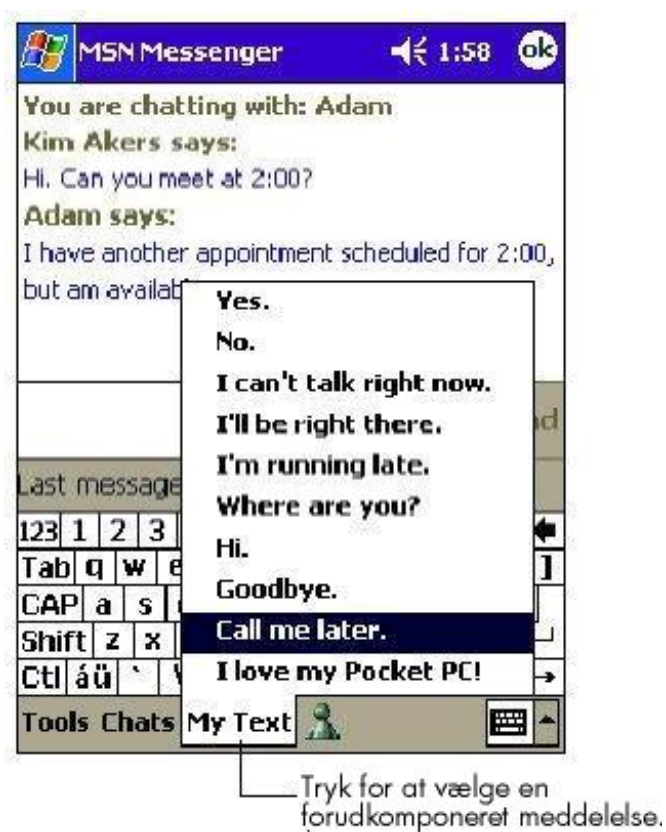 MSN Messenger 1:58 ok
You are chatting with: Adam
Kim Akers says:
Hi. Can you meet at 2:00?
Adam says:
I have another appointment scheduled for 2:00,
but am
Yes.
No.
I can't talk right now.
I'll be right there.
I'm running late.
Where are you?
Hi.
Goodbye.
Call me later.
I love my Pocket PC!
Last message
123 1 2 3
Tab q w e ]
CAP a s
Shift z x
Ctl áü `
Tools Chats My Text
Tryk for at vælge en
forudkomponeret meddelelse.